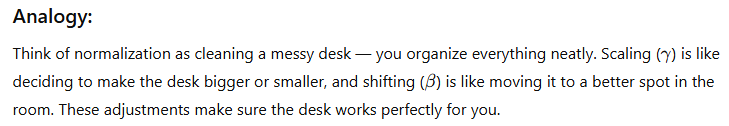 Analogy:
Think of normalization as cleaning a messy desk — you organize everything neatly. Scaling (γ) is like
deciding to make the desk bigger or smaller, and shifting (β) is like moving it to a better spot in the
room. These adjustments make sure the desk works perfectly for you.